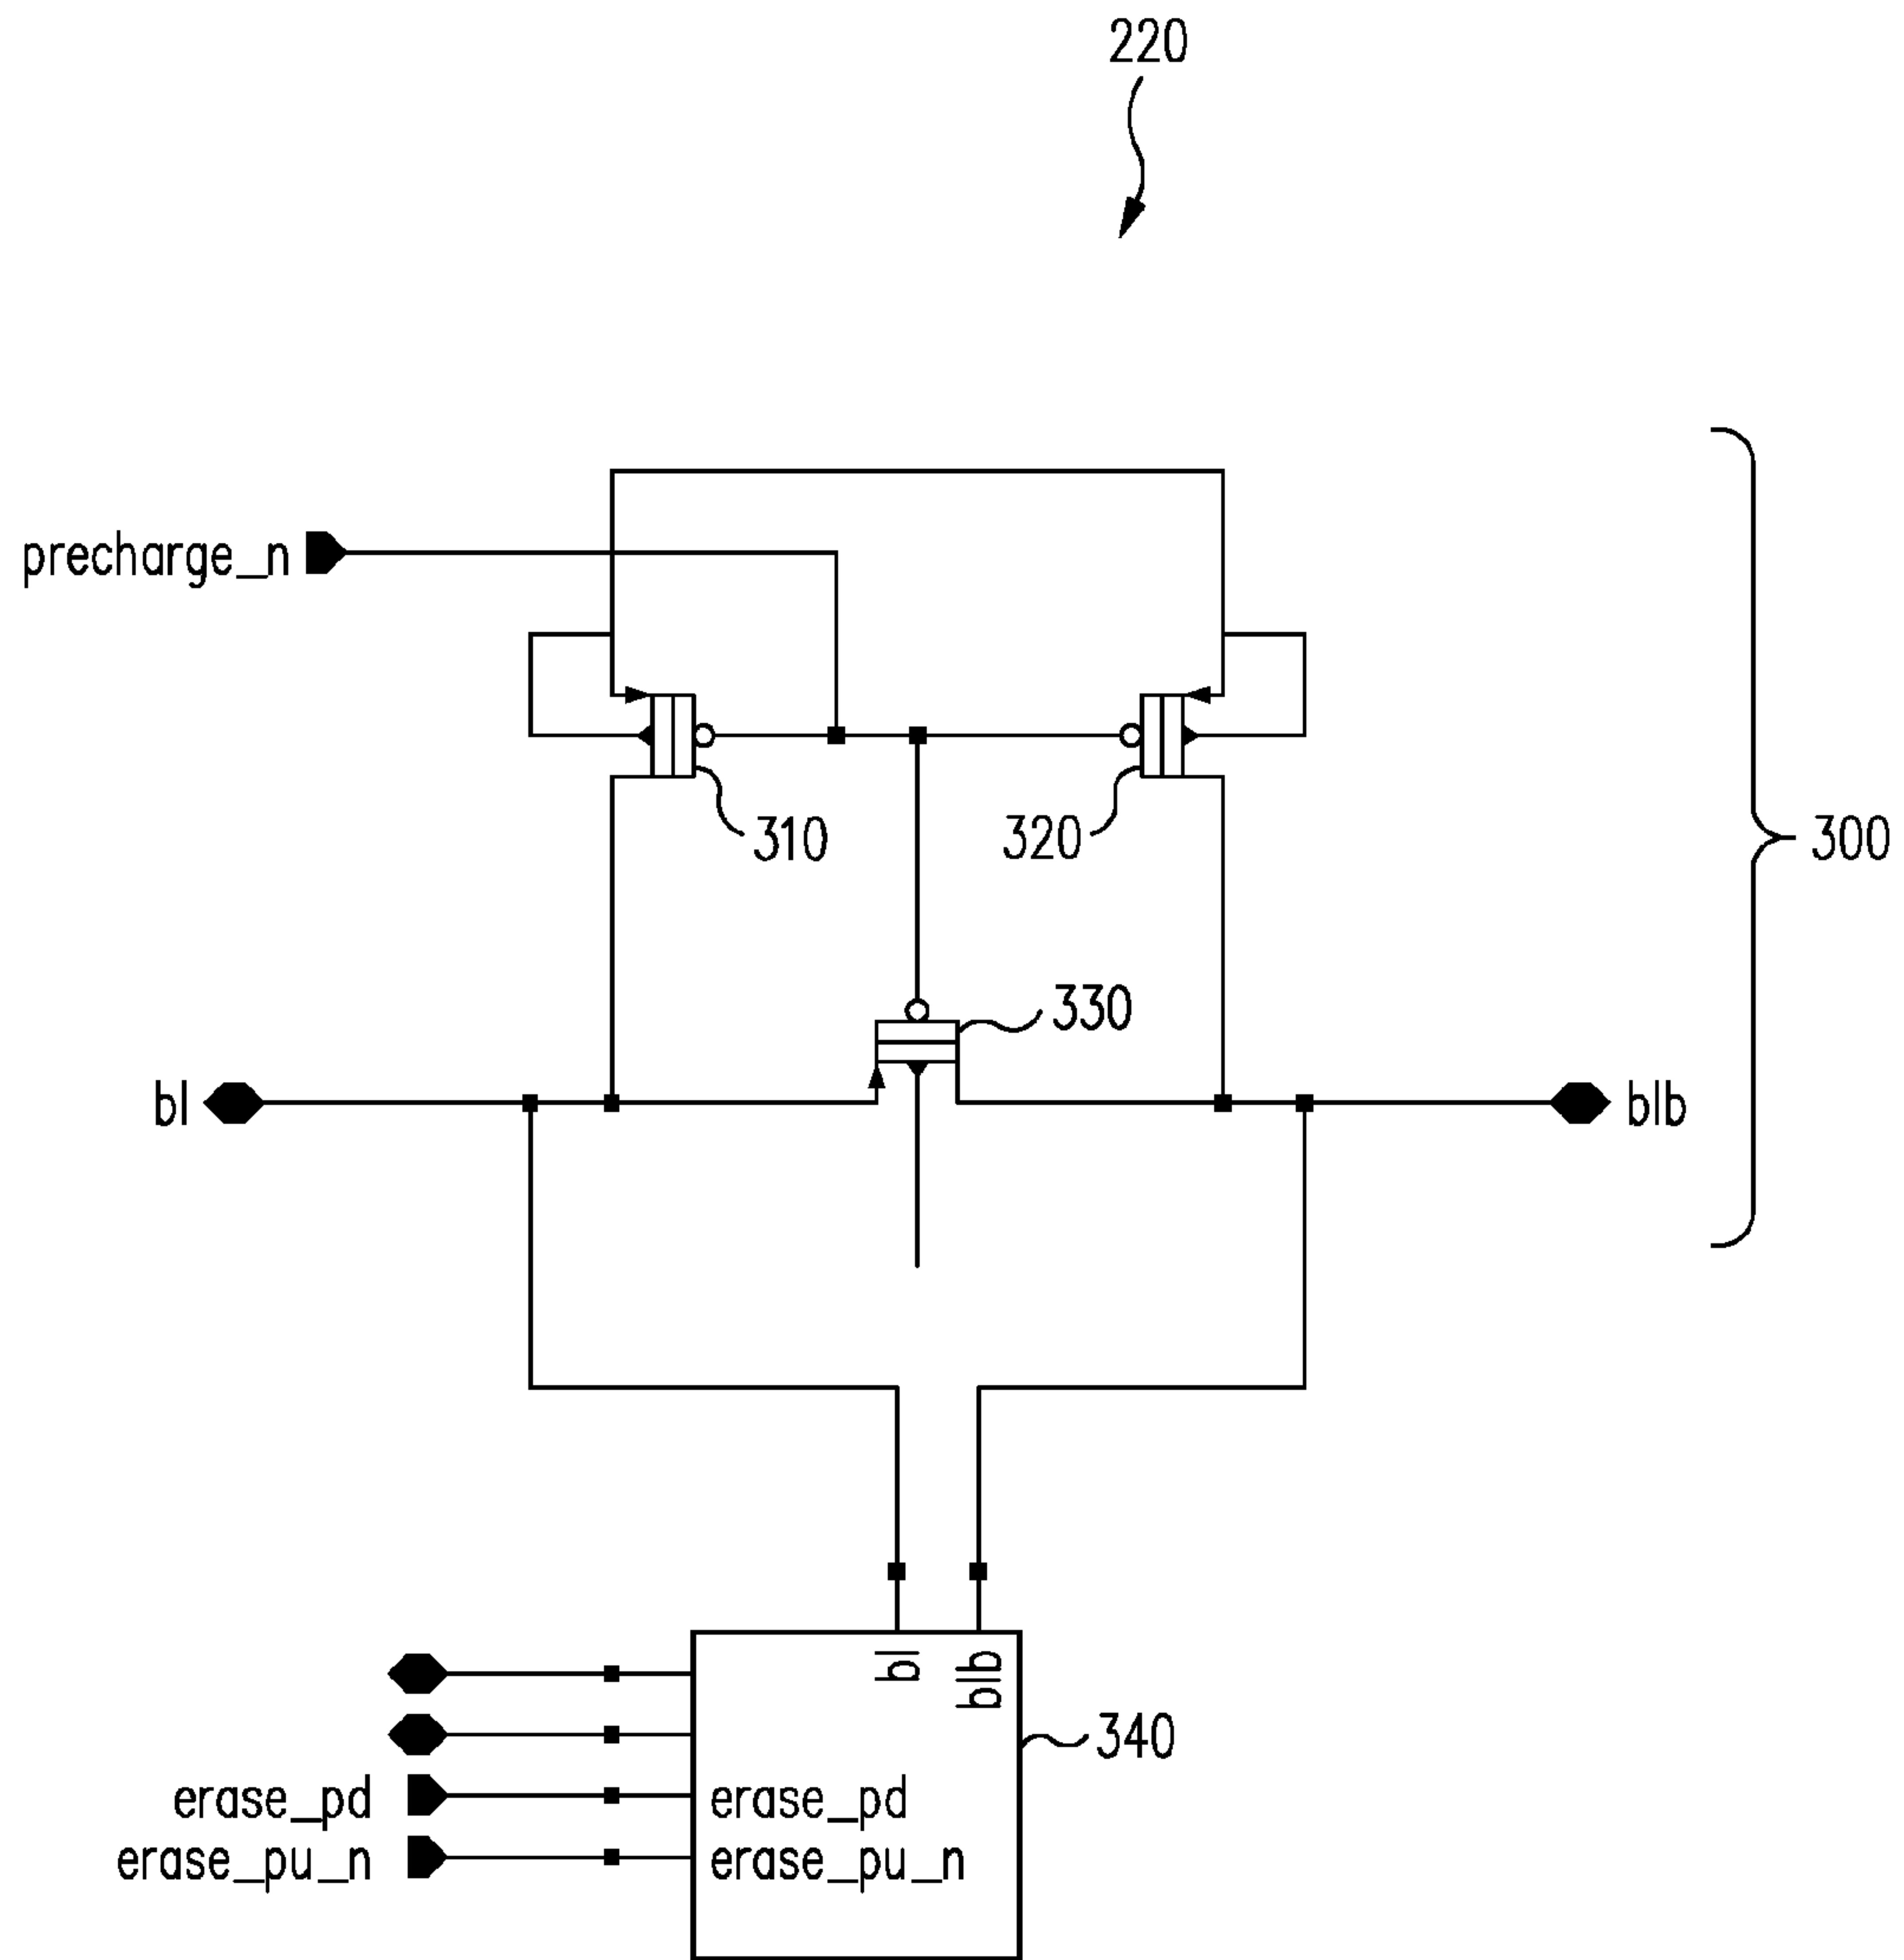 220
precharge_n
310
320
300
330
bl
blb
bl
blb
340
erase_pd
erase_pd
erase_pu_n
erase_pu_n